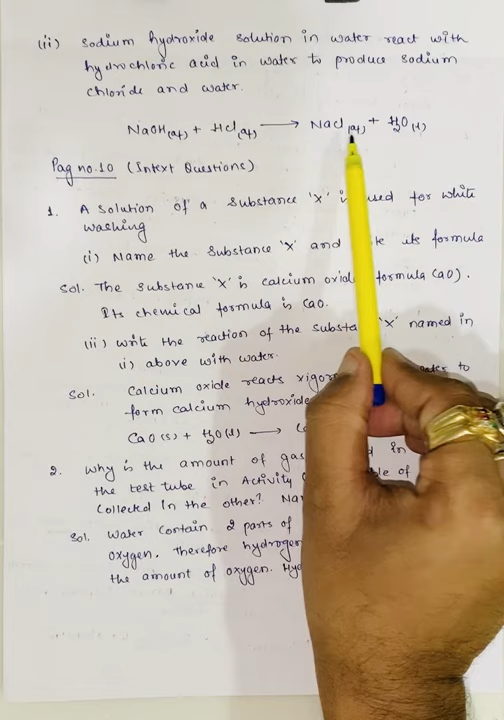 (ii) Sodium hydroxide solution in water react with
hydrochloric acid in water to produce sodium
chloride and water.
NaOH(aq) + HCl(aq) ⟶ NaCl(aq) + H₂O(l)
Pag no.10 (Intext Questions)
1. A solution of a substance 'x' is used for white
washing
(i) Name the substance 'x' and its formula
Sol. The substance 'x' is calcium oxide formula CaO).
Its chemical formula is CaO.
(ii) write the reaction of the substa 'x' named in
(i) above with water.
Sol. Calcium oxide reacts vigor to
form calcium hydroxide
CaO(s) + H₂O(l) ⟶
2. Why is the amount of gas in
the test tube in Activity of
collected in the other?
Sol. Water contain 2 parts of
oxygen. Therefore hydrogen
the amount of oxygen.